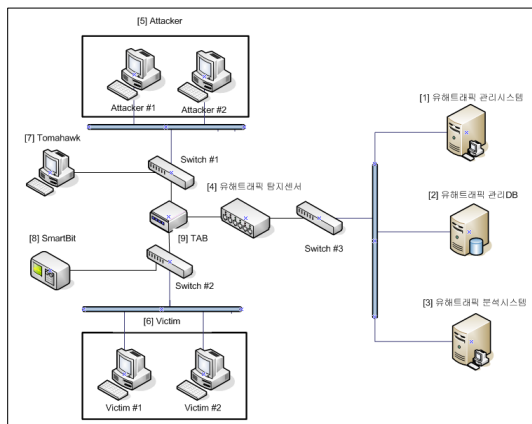 [5] Attacker
Attacker #1
Attacker #2
[1] 유해트래픽 관리시스템
[7] Tomahawk
Switch #1
[4] 유해트래픽 탐지센서
[2] 유해트래픽 관리DB
[8] SmartBit
[9] TAB
Switch #3
Switch #2
[6] Victim
[3] 유해트래픽 분석시스템
Victim #1
Victim #2